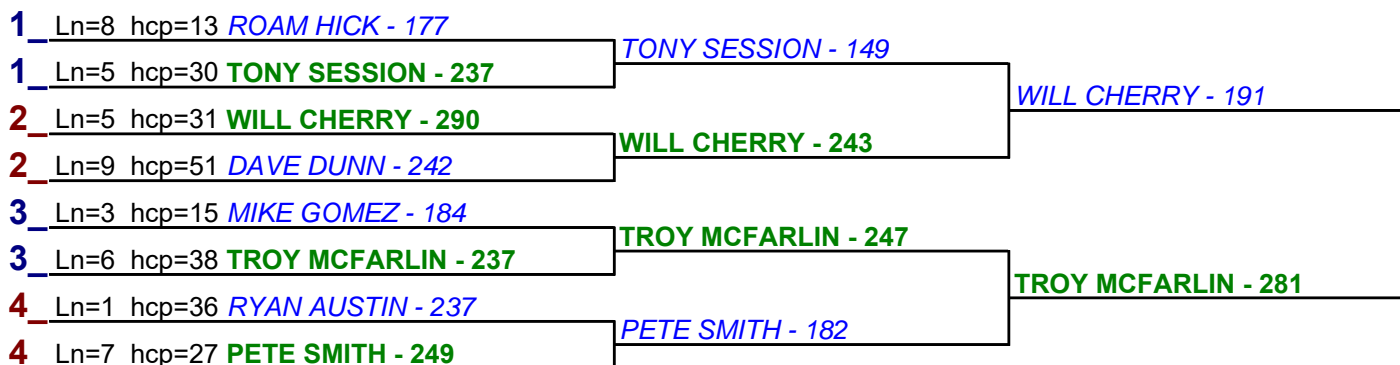 1_ Ln=8 hcp=13 ROAM HICK - 177
TONY SESSION - 149
1_ Ln=5 hcp=30 TONY SESSION - 237
WILL CHERRY - 191
2_ Ln=5 hcp=31 WILL CHERRY - 290
WILL CHERRY - 243
2_ Ln=9 hcp=51 DAVE DUNN - 242
3_ Ln=3 hcp=15 MIKE GOMEZ - 184
TROY MCFARLIN - 247
3_ Ln=6 hcp=38 TROY MCFARLIN - 237
TROY MCFARLIN - 281
4_ Ln=1 hcp=36 RYAN AUSTIN - 237
PETE SMITH - 182
4 Ln=7 hcp=27 PETE SMITH - 249